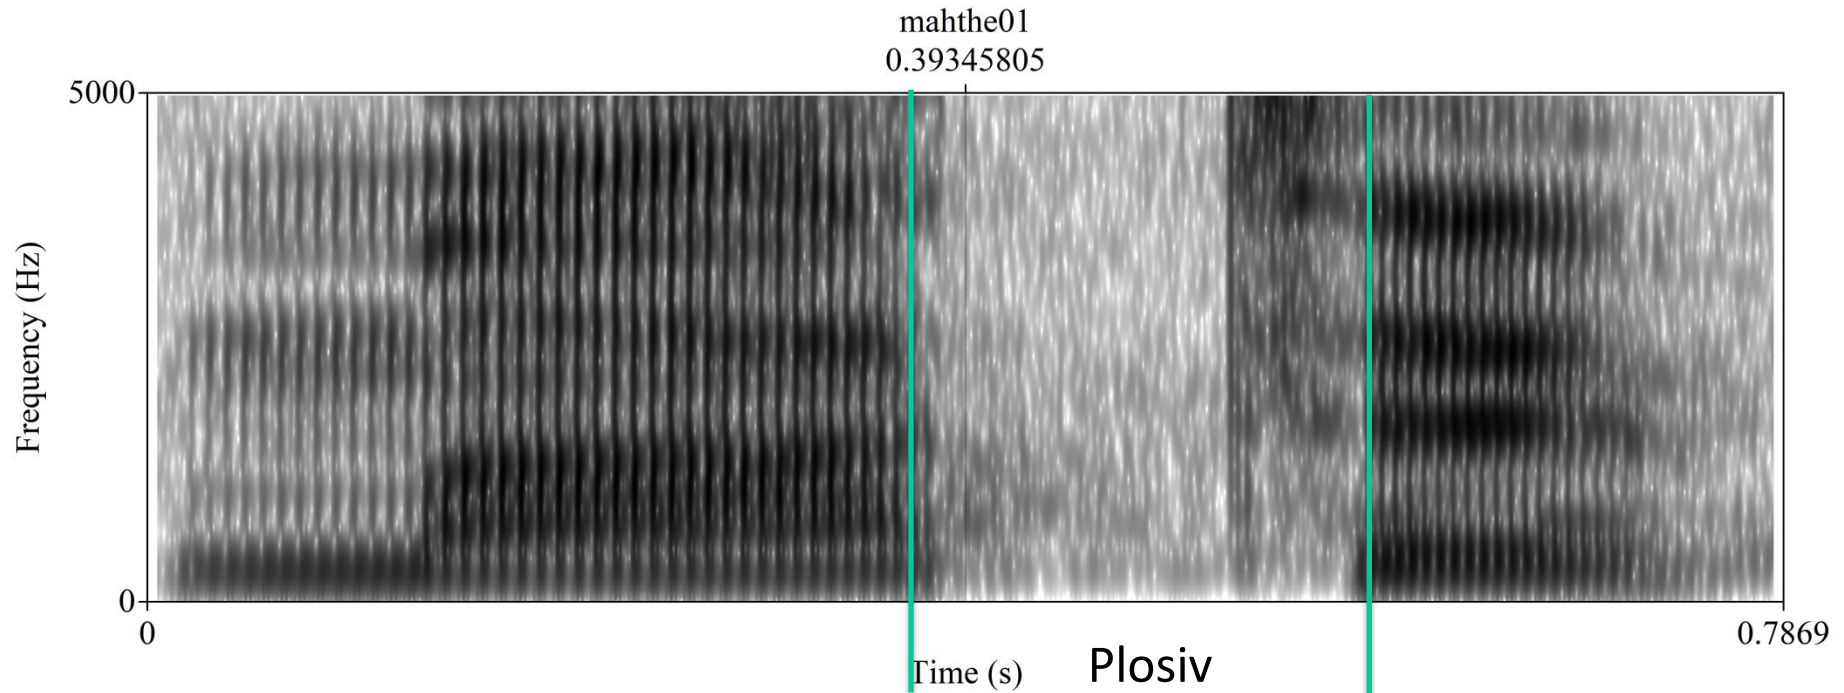 mahthe01
0.39345805
5000
Frequency (Hz)
0
0
0.7869
Time (s)
Plosiv